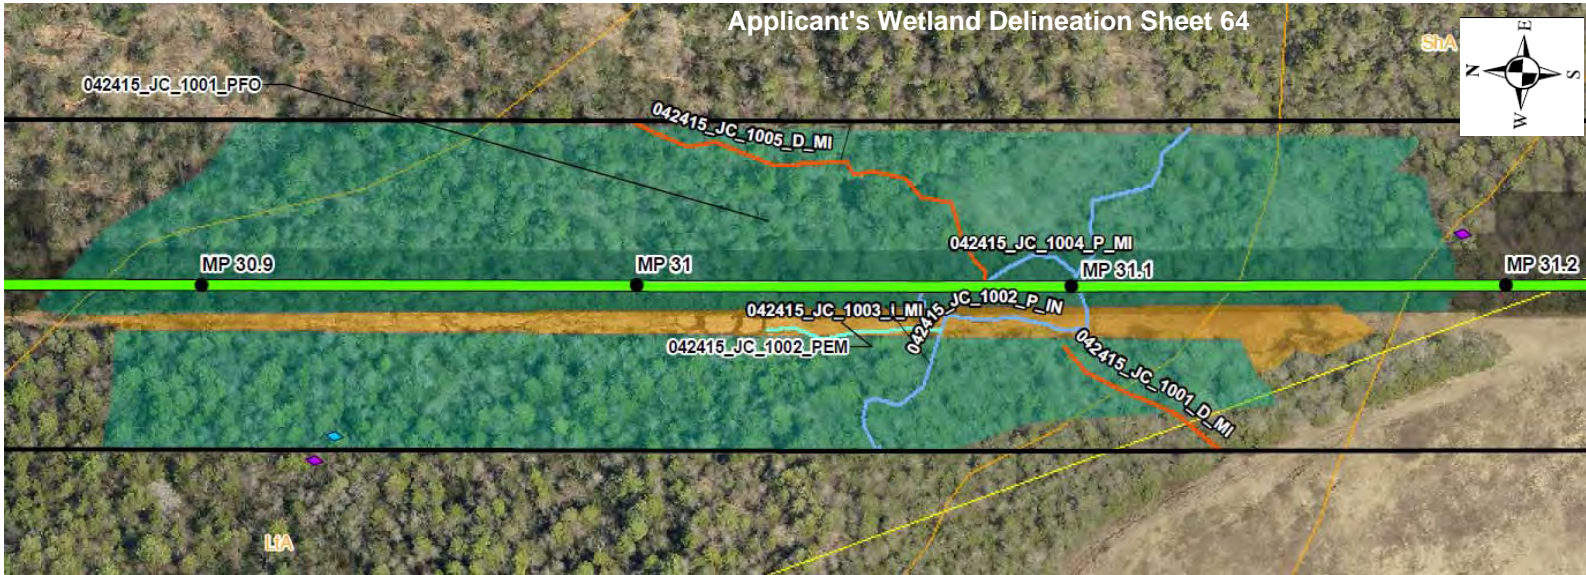 Applicant's Wetland Delineation Sheet 64
ShA
E
N
S
W
042415_JC_1001_PFO
042415_JC_1005_D_MI
042415_JC_1004_P_MI
MP 30.9
MP 31
MP 31.1
MP 31.2
042415_JC_1002_P_IN
042415_JC_1003_i_MI
042415_JC_1002_PEM
042415_JC_1001_D_MI
LfA